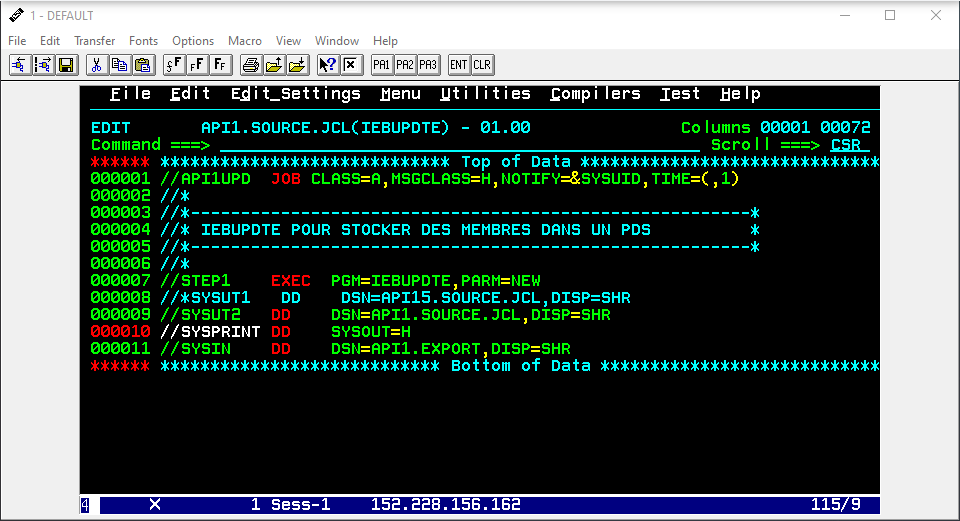 1 - DEFAULT
File Edit Transfer Fonts Options Macro View Window Help
PA1 PA2 PA3 ENT CLR
File Edit Edit_Settings Menu Utilities Compilers Test Help
EDIT API1.SOURCE.JCL(IEBUPDTE) - 01.00 Columns 00001 00072
Command ===> Scroll ===> CSR
****** ***************************** Top of Data ******************************
000001 //API1UPD JOB CLASS=A,MSGCLASS=H,NOTIFY=&SYSUID,TIME=(,1)
000002 //*
000003 //*--------------------------------------------------------*
000004 //* IEBUPDTE POUR STOCKER DES MEMBRES DANS UN PDS *
000005 //*--------------------------------------------------------*
000006 //*
000007 //STEP1 EXEC PGM=IEBUPDTE,PARM=NEW
000008 //*SYSUT1 DD DSN=API15.SOURCE.JCL,DISP=SHR
000009 //SYSUT2 DD DSN=API1.SOURCE.JCL,DISP=SHR
000010 //SYSPRINT DD SYSOUT=H
000011 //SYSIN DD DSN=API1.EXPORT,DISP=SHR
****** **************************** Bottom of Data ****************************
4 X 1 Sess-1 152.228.156.162 115/9